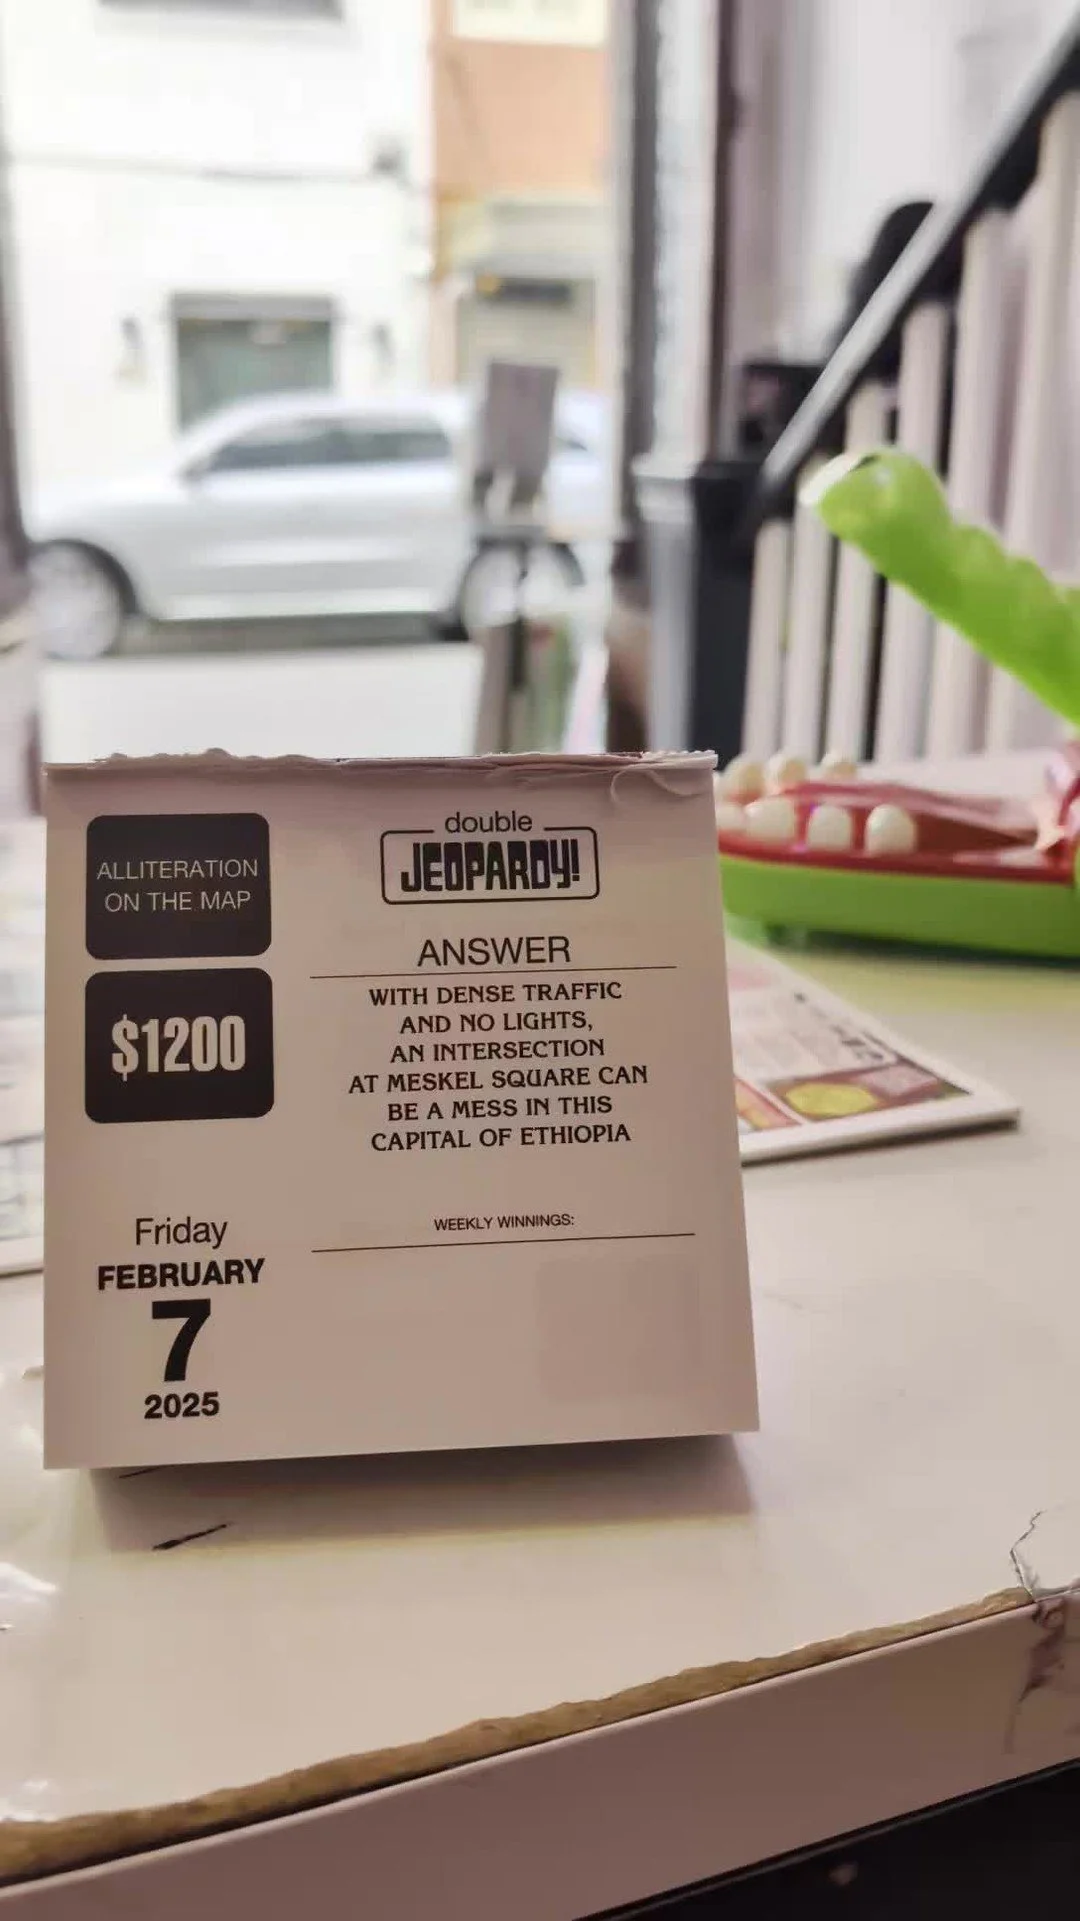 ALLITERATION
ON THE MAP
$1200
double
JEOPARDY!
ANSWER
WITH DENSE TRAFFIC
AND NO LIGHTS,
AN INTERSECTION
AT MESKEL SQUARE CAN
BE A MESS IN THIS
CAPITAL OF ETHIOPIA
WEEKLY WINNINGS:
Friday
FEBRUARY
7
2025